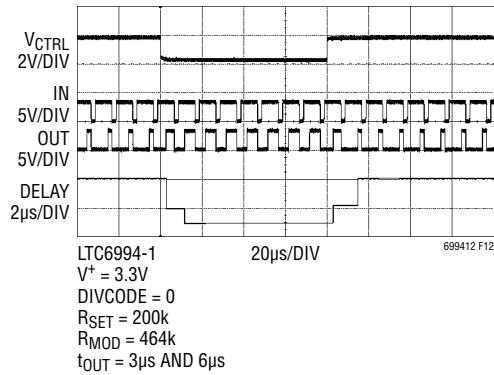 VCTRL
2V/DIV
IN
5V/DIV
OUT
5V/DIV
DELAY
2µs/DIV
LTC6994-1 20µs/DIV 699412 F12
V+ = 3.3V
DIVCODE = 0
RSET = 200k
RMOD = 464k
tOUT = 3µs AND 6µs